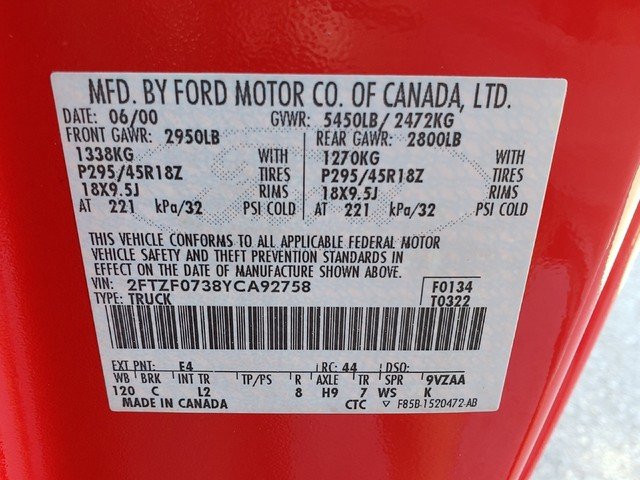 MFD. BY FORD MOTOR CO. OF CANADA, LTD.
DATE: 06/00 GVWR: 5450LB/ 2472KG
FRONT GAWR: 2950LB REAR GAWR: 2800LB
1338KG WITH 1270KG WITH
P295/45R18Z TIRES P295/45R18Z TIRES
18X9.5J RIMS 18X9.5J RIMS
AT 221 kPa/32 PSI COLD AT 221 kPa/32 PSI COLD
THIS VEHICLE CONFORMS TO ALL APPLICABLE FEDERAL MOTOR
VEHICLE SAFETY AND THEFT PREVENTION STANDARDS IN
EFFECT ON THE DATE OF MANUFACTURE SHOWN ABOVE.
VIN: 2FTZF0738YCA92758 F0134
TYPE: TRUCK T0322
EXT PNT: E4 RC: 44 DSO:
WB BRK INT TR TP/PS R AXLE TR SPR 9VZAA
120 C L2 8 H9 7 WS K
MADE IN CANADA CTC ▽ F85B-1520472-AB